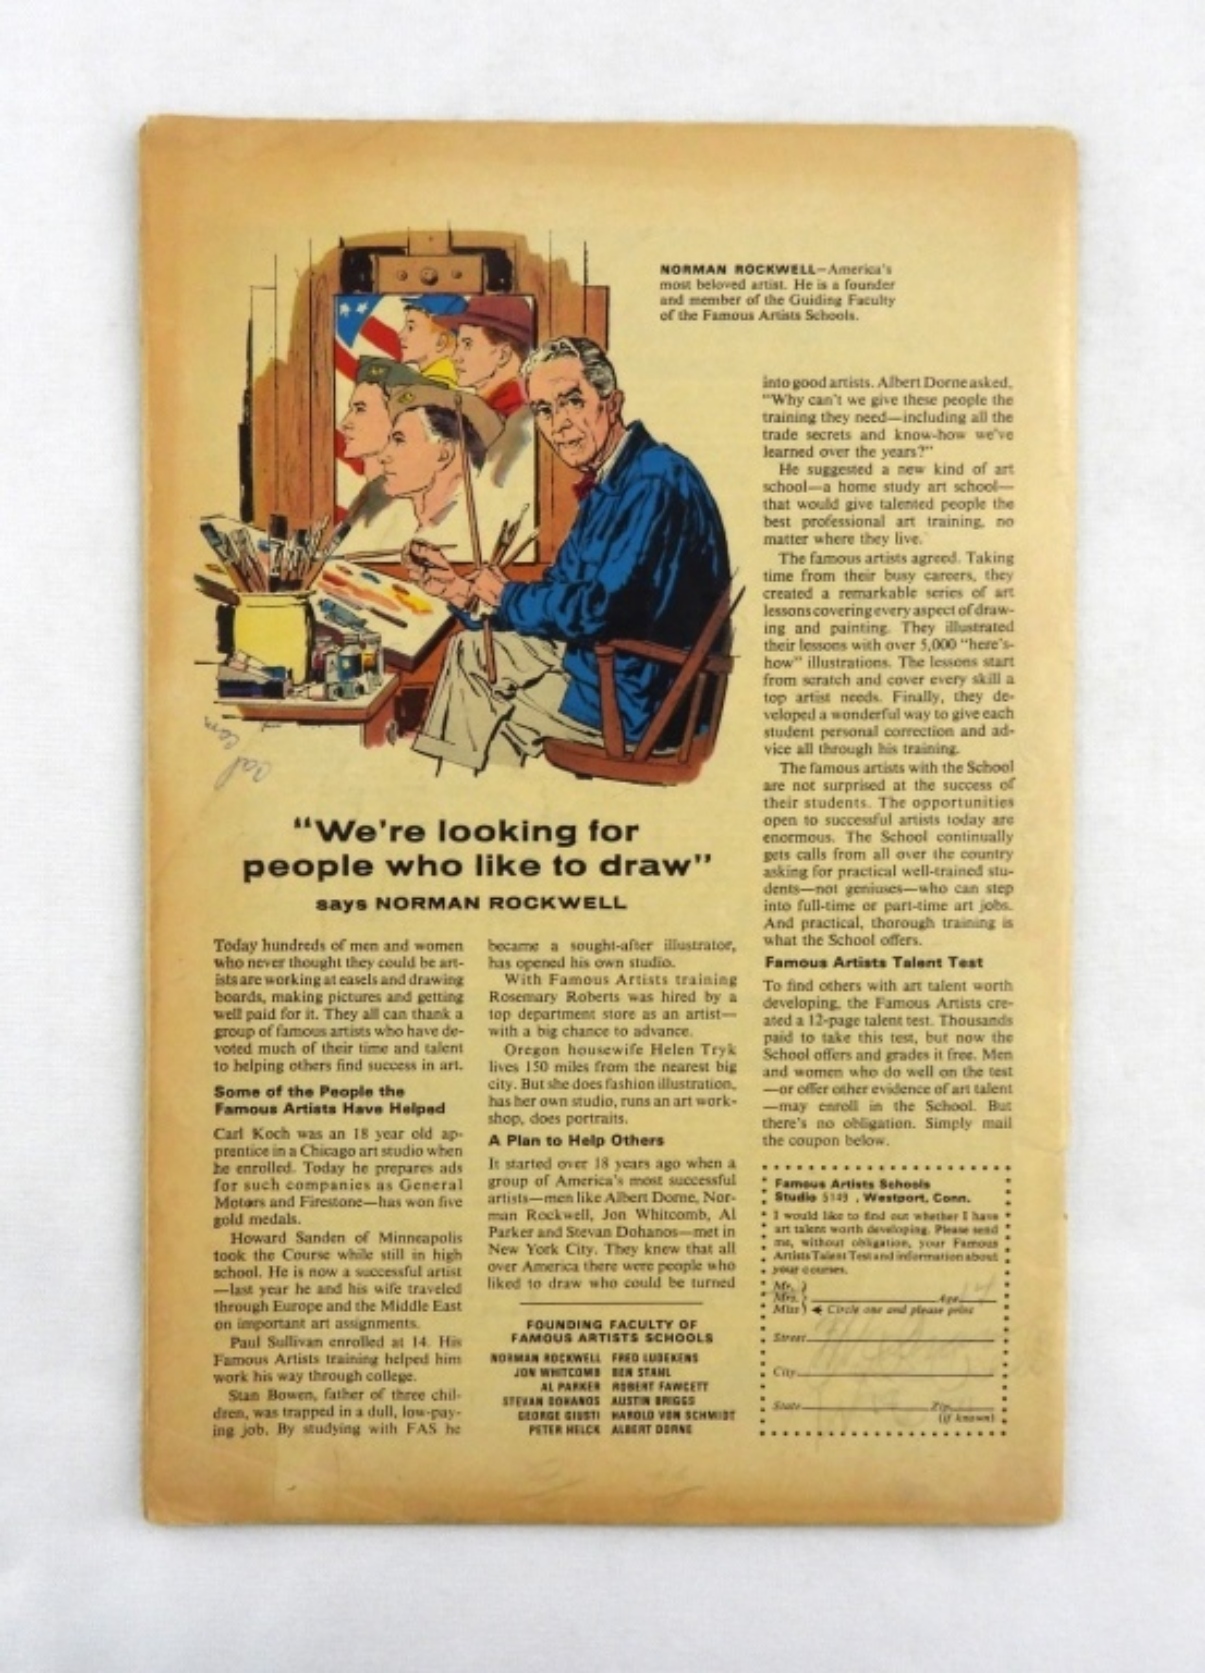 NORMAN ROCKWELL—America's
most beloved artist. He is a founder
and member of the Guiding Faculty
of the Famous Artists Schools.
"We're looking for
people who like to draw"
says NORMAN ROCKWELL
Today hundreds of men and women
who never thought they could be art-
ists are working at easels and drawing
boards, making pictures and getting
well paid for it. They all can thank a
group of famous artists who have de-
voted much of their time and talent
to helping others find success in art.
Some of the People the
Famous Artists Have Helped
Carl Koch was an 18 year old ap-
prentice in a Chicago art studio when
he enrolled. Today he prepares ads
for such companies as General
Motors and Firestone—has won five
gold medals.
Howard Sanden of Minneapolis
took the Course while still in high
school. He is now a successful artist
—last year he and his wife traveled
through Europe and the Middle East
on important art assignments.
Paul Sullivan enrolled at 14. His
Famous Artists training helped him
work his way through college.
Stan Bowen, father of three chil-
dren, was trapped in a dull, low-pay-
ing job. By studying with FAS he
became a sought-after illustrator,
has opened his own studio.
With Famous Artists training
Rosemary Roberts was hired by a
top department store as an artist—
with a big chance to advance.
Oregon housewife Helen Tryk
lives 150 miles from the nearest big
city. But she does fashion illustration,
has her own studio, runs an art work-
shop, does portraits.
A Plan to Help Others
It started over 18 years ago when a
group of America's most successful
artists—men like Albert Dorne, Nor-
man Rockwell, Jon Whitcomb, Al
Parker and Stevan Dohanos—met in
New York City. They knew that all
over America there were people who
liked to draw who could be turned
FOUNDING FACULTY OF
FAMOUS ARTISTS SCHOOLS
NORMAN ROCKWELL FRED LUDEKENS
JON WHITCOMB BEN STAHL
AL PARKER ROBERT FAWCETT
STEVAN DOHANOS AUSTIN BRIGGS
GEORGE GIUSTI HAROLD VON SCHMIDT
PETER HELCK ALBERT DORNE
into good artists. Albert Dorne asked,
"Why can't we give these people the
training they need—including all the
trade secrets and know-how we've
learned over the years?"
He suggested a new kind of art
school—a home study art school—
that would give talented people the
best professional art training, no
matter where they live.
The famous artists agreed. Taking
time from their busy careers, they
created a remarkable series of art
lessons covering every aspect of draw-
ing and painting. They illustrated
their lessons with over 5,000 "here's-
how" illustrations. The lessons start
from scratch and cover every skill a
top artist needs. Finally, they de-
veloped a wonderful way to give each
student personal correction and ad-
vice all through his training.
The famous artists with the School
are not surprised at the success of
their students. The opportunities
open to successful artists today are
enormous. The School continually
gets calls from all over the country
asking for practical well-trained stu-
dents—not geniuses—who can step
into full-time or part-time art jobs.
And practical, thorough training is
what the School offers.
Famous Artists Talent Test
To find others with art talent worth
developing, the Famous Artists cre-
ated a 12-page talent test. Thousands
paid to take this test, but now the
School offers and grades it free. Men
and women who do well on the test
—or offer other evidence of art talent
—may enroll in the School. But
there's no obligation. Simply mail
the coupon below.
Famous Artists Schools
Studio 5149 , Westport, Conn.
I would like to find out whether I have
art talent worth developing. Please send
me, without obligation, your Famous
Artists Talent Test and information about
your courses.
Mr.
Mrs. Age 14
Miss Circle one and please print
Street
City
State Zip
(if known)